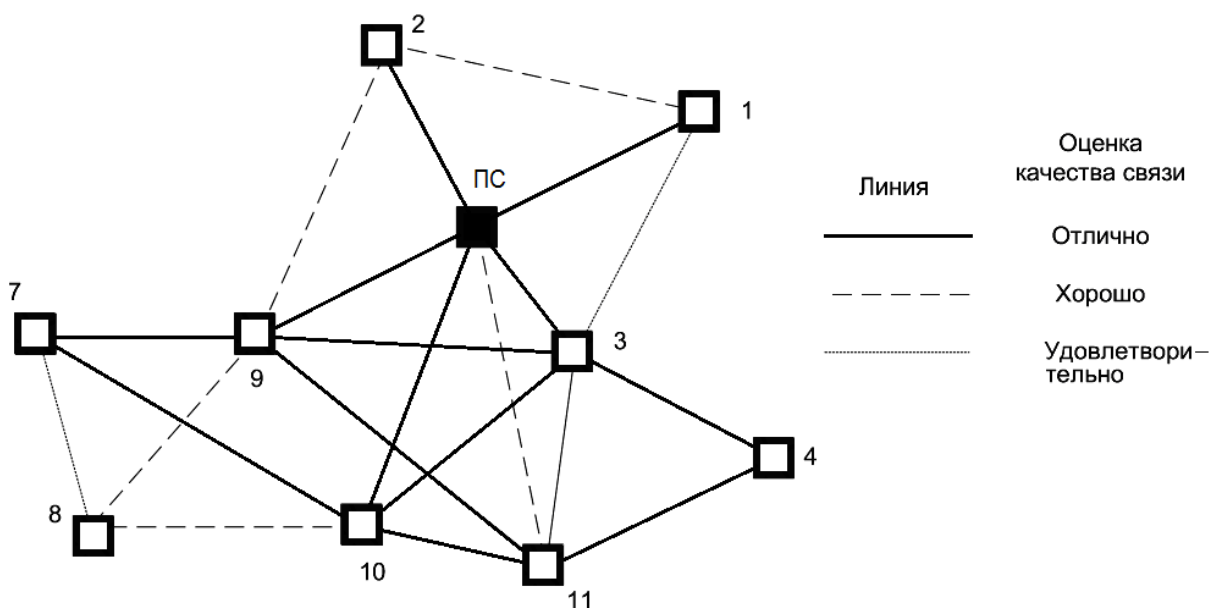 2
1
ПС
7
9
3
4
8
10
11
Линия
Оценка
качества связи
Отлично
Хорошо
Удовлетвори–
тельно